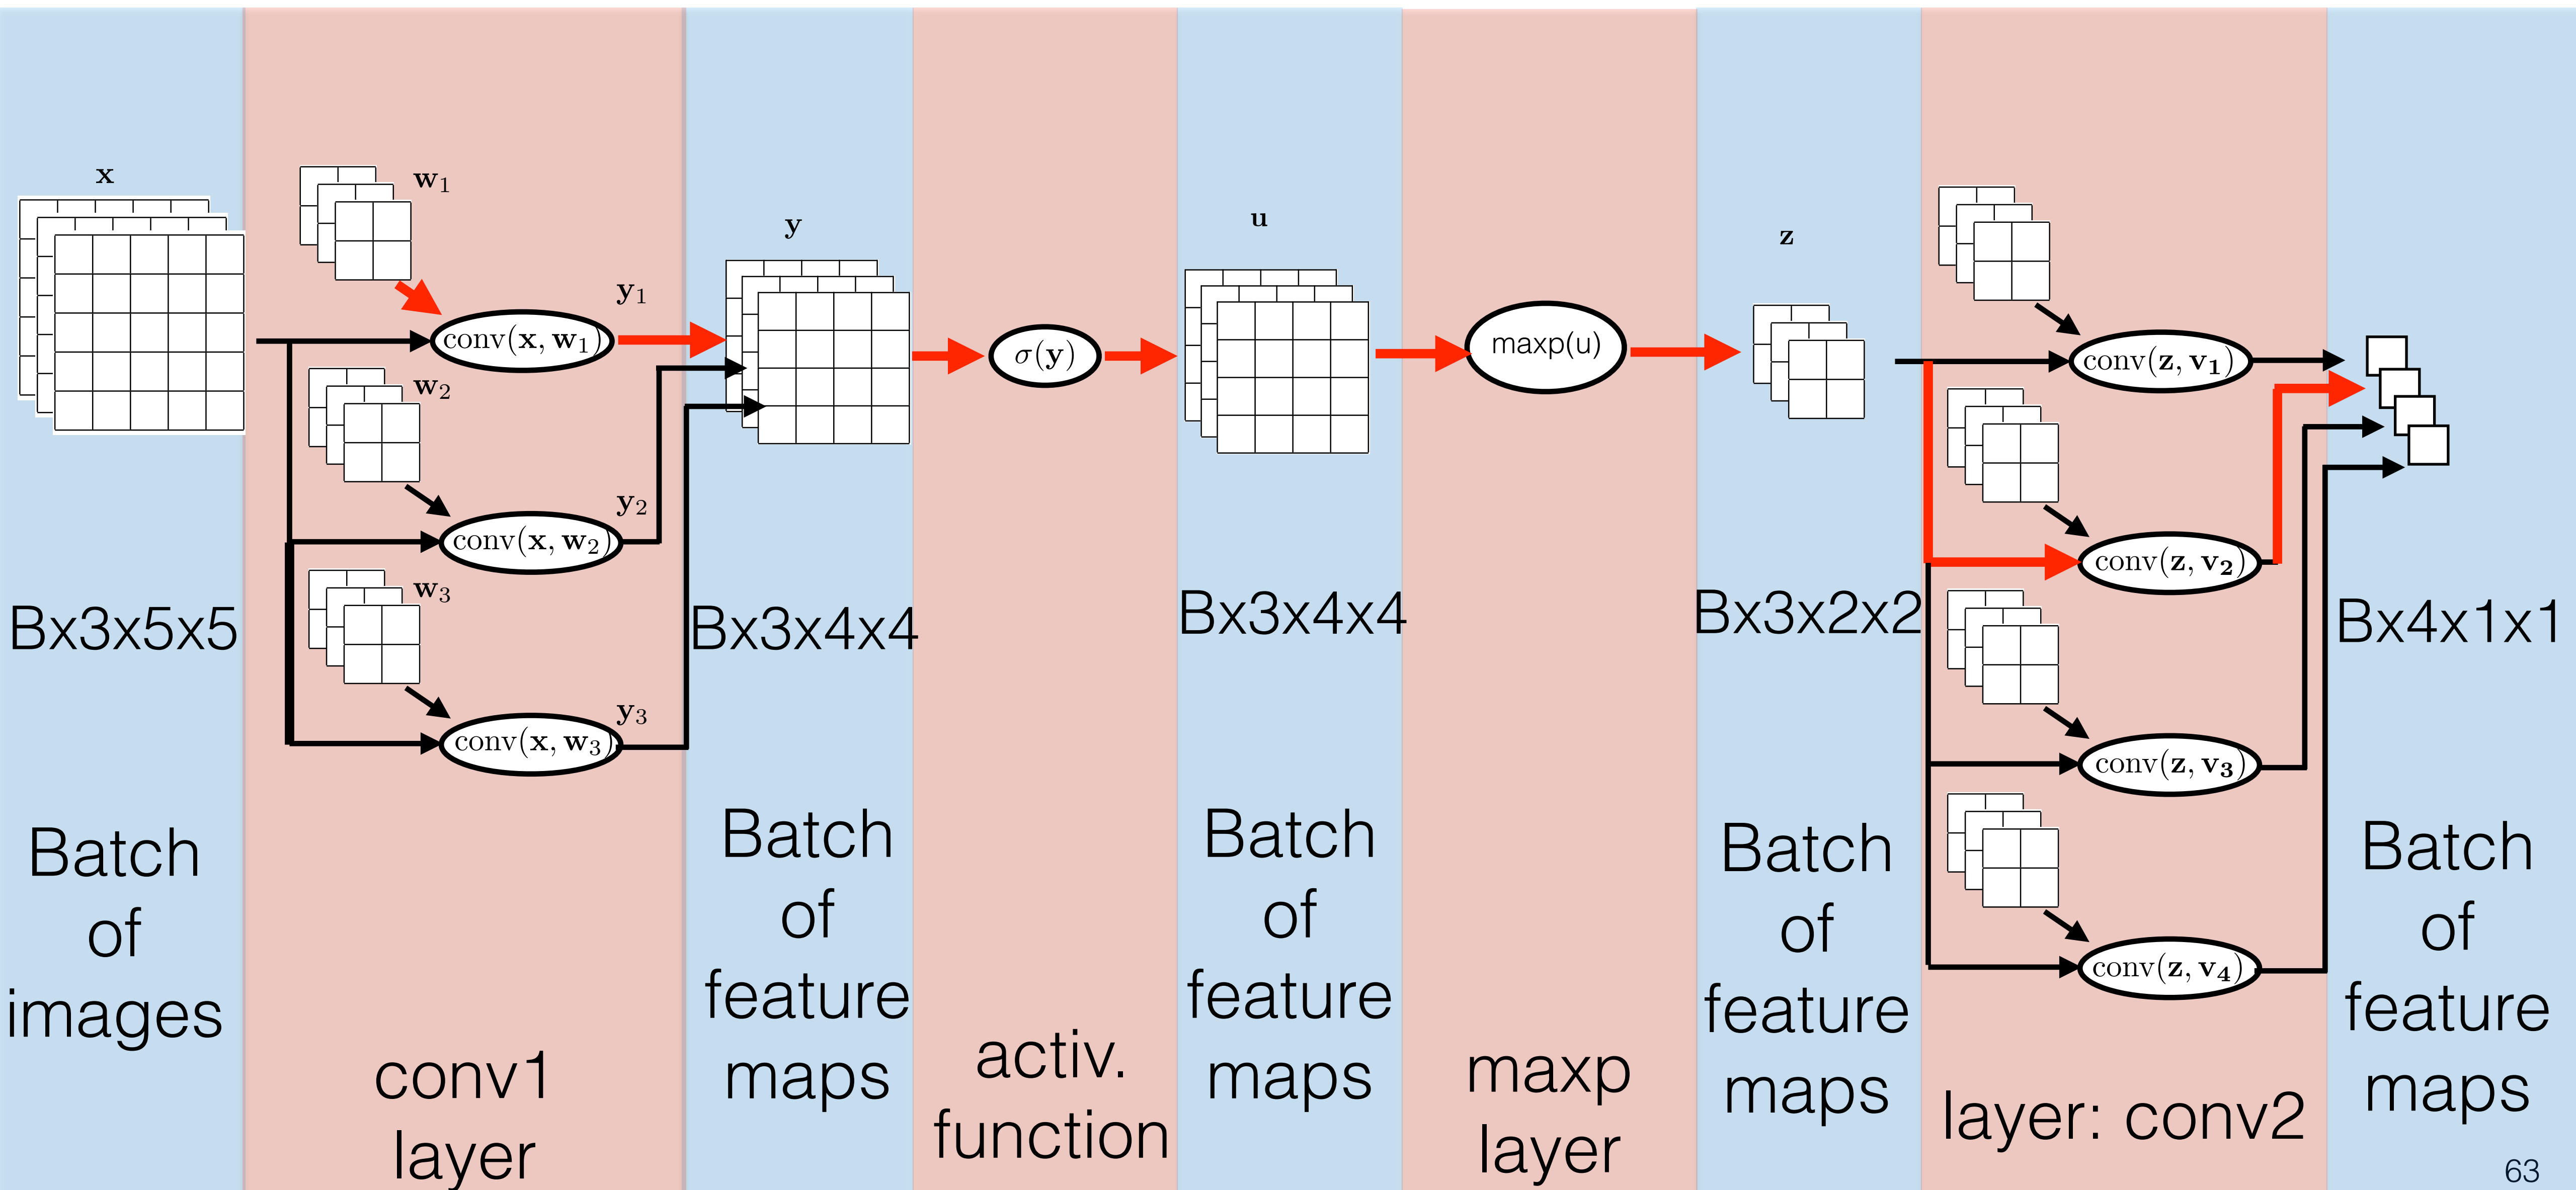 x
w1
conv(x, w1)
y1
w2
conv(x, w2)
y2
w3
conv(x, w3)
y3
y
σ(y)
u
maxp(u)
z
conv(z, v1)
conv(z, v2)
conv(z, v3)
conv(z, v4)
Bx3x5x5
Bx3x4x4
Bx3x4x4
Bx3x2x2
Bx4x1x1
Batch
of
images
conv1
layer
Batch
of
feature
maps
activ.
function
Batch
of
feature
maps
maxp
layer
Batch
of
feature
maps
layer: conv2
Batch
of
feature
maps
63